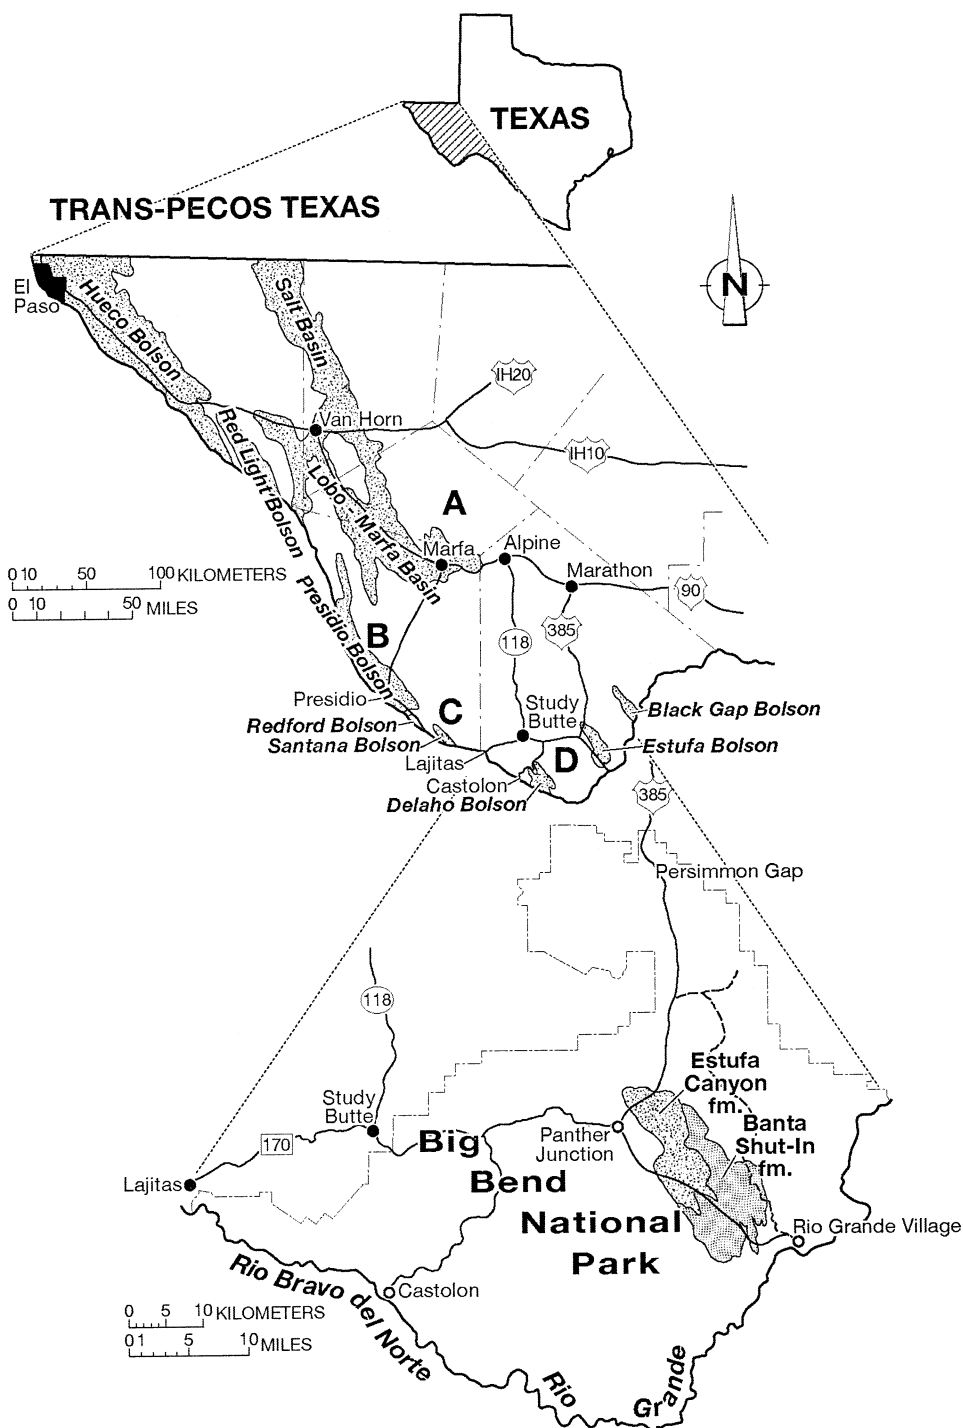 TEXAS
TRANS-PECOS TEXAS
N
El
Paso
Hueco Bolson
Salt Basin
IH20
Van Horn
IH10
Red Light Bolson
Lobo - Marfa Basin
A
Marfa
Alpine
Marathon
90
0 10 50 100 KILOMETERS
0 10 50 MILES
Presidio Bolson
B
118
385
Presidio
C
Study
Butte
Black Gap Bolson
Redford Bolson
Santana Bolson
Estufa Bolson
Lajitas
D
Castolon
Delaho Bolson
385
Persimmon Gap
118
Estufa
Canyon
fm.
Banta
Shut-In
fm.
Study
Butte
170
Panther
Junction
Lajitas
Big
Bend
National
Park
Rio Grande Village
Rio Bravo del Norte
Castolon
0 5 10 KILOMETERS
0 1 5 10 MILES
Rio
Grande